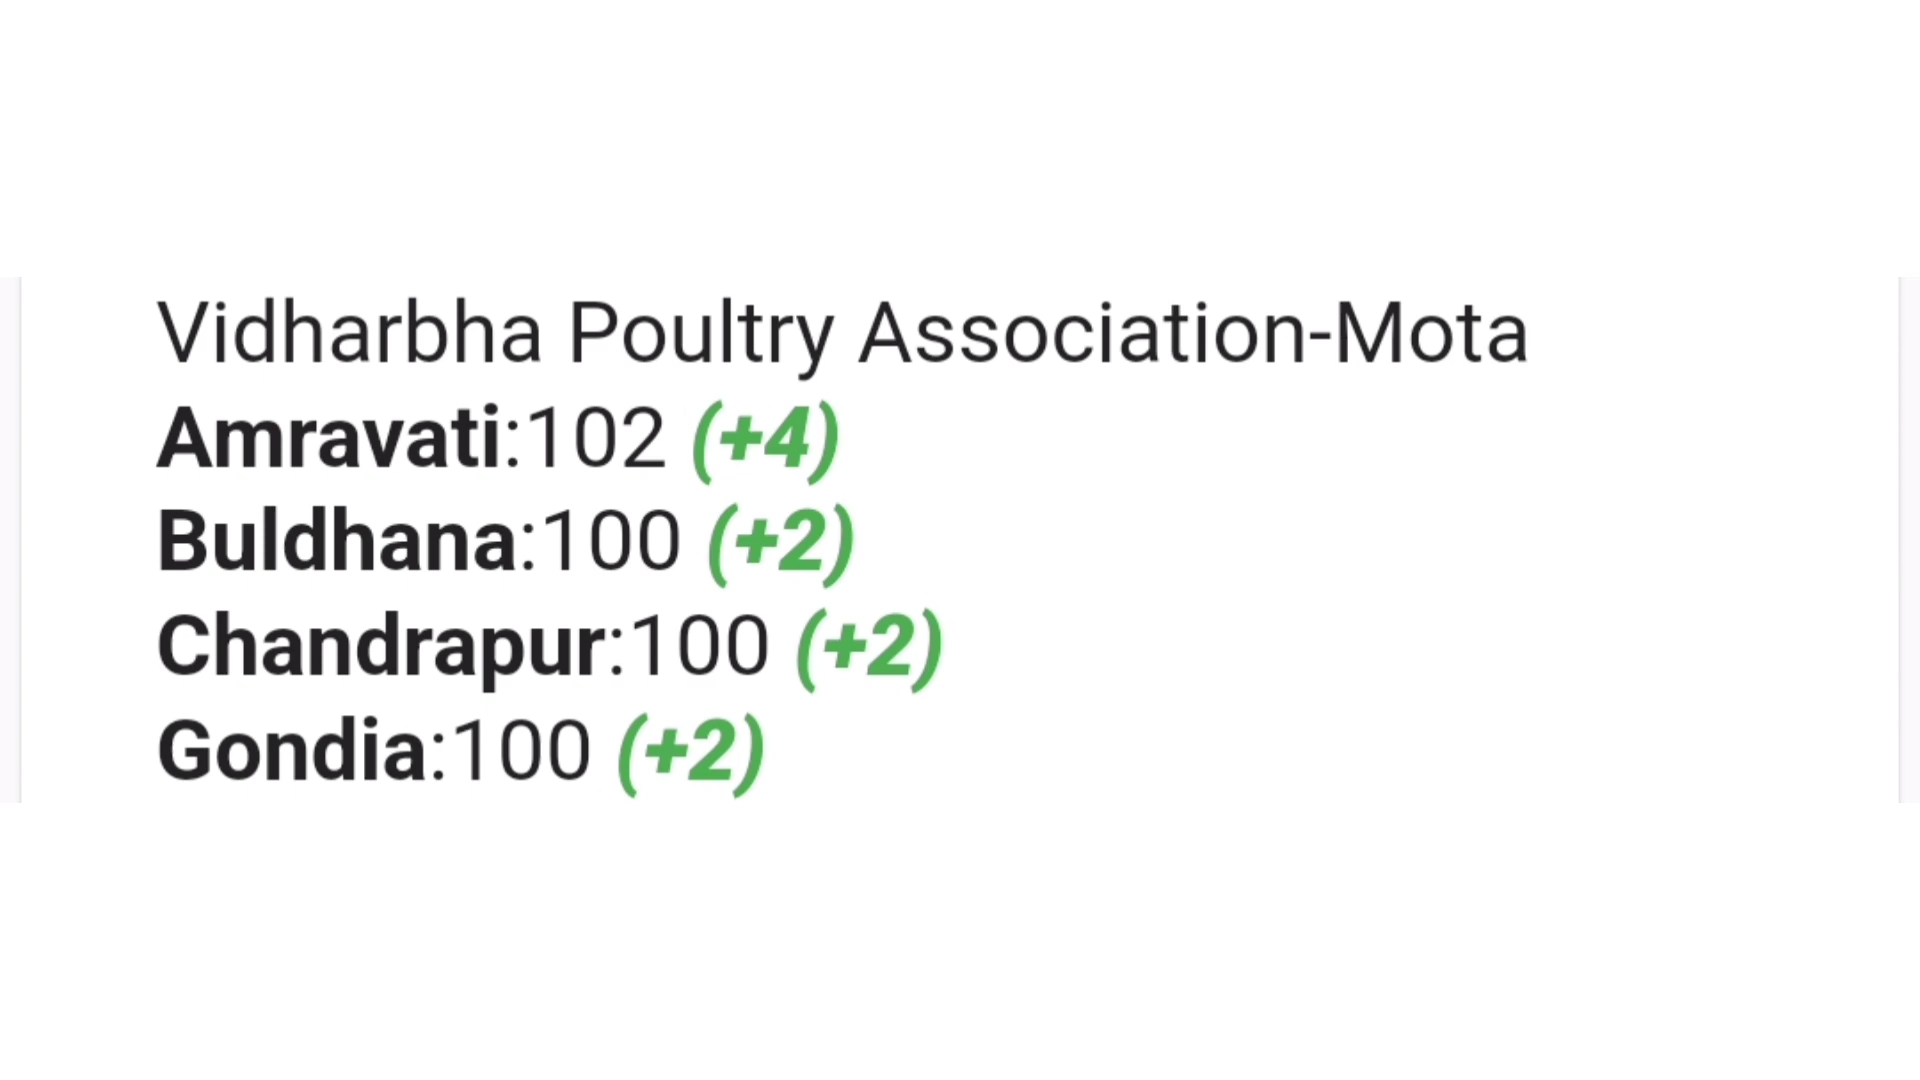 Vidharbha Poultry Association-Mota
Amravati:102 (+4)
Buldhana:100 (+2)
Chandrapur:100 (+2)
Gondia:100 (+2)